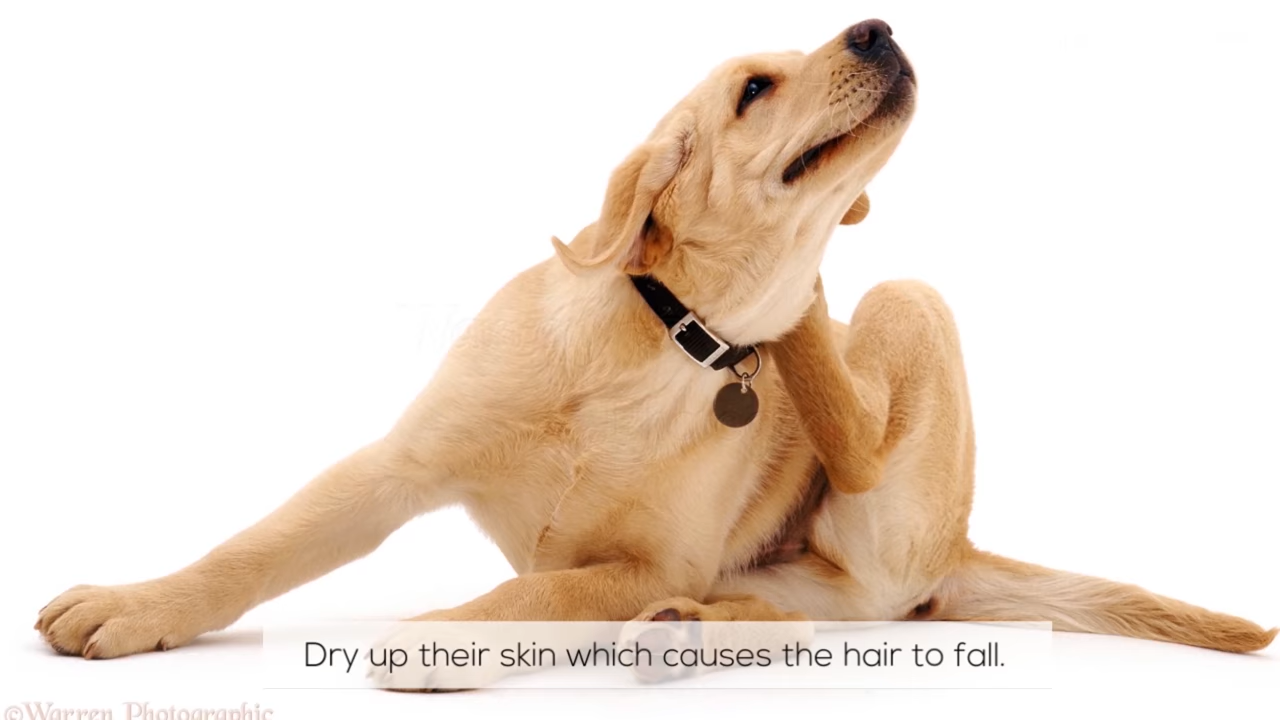 Dry up their skin which causes the hair to fall.
©Warren Photographic